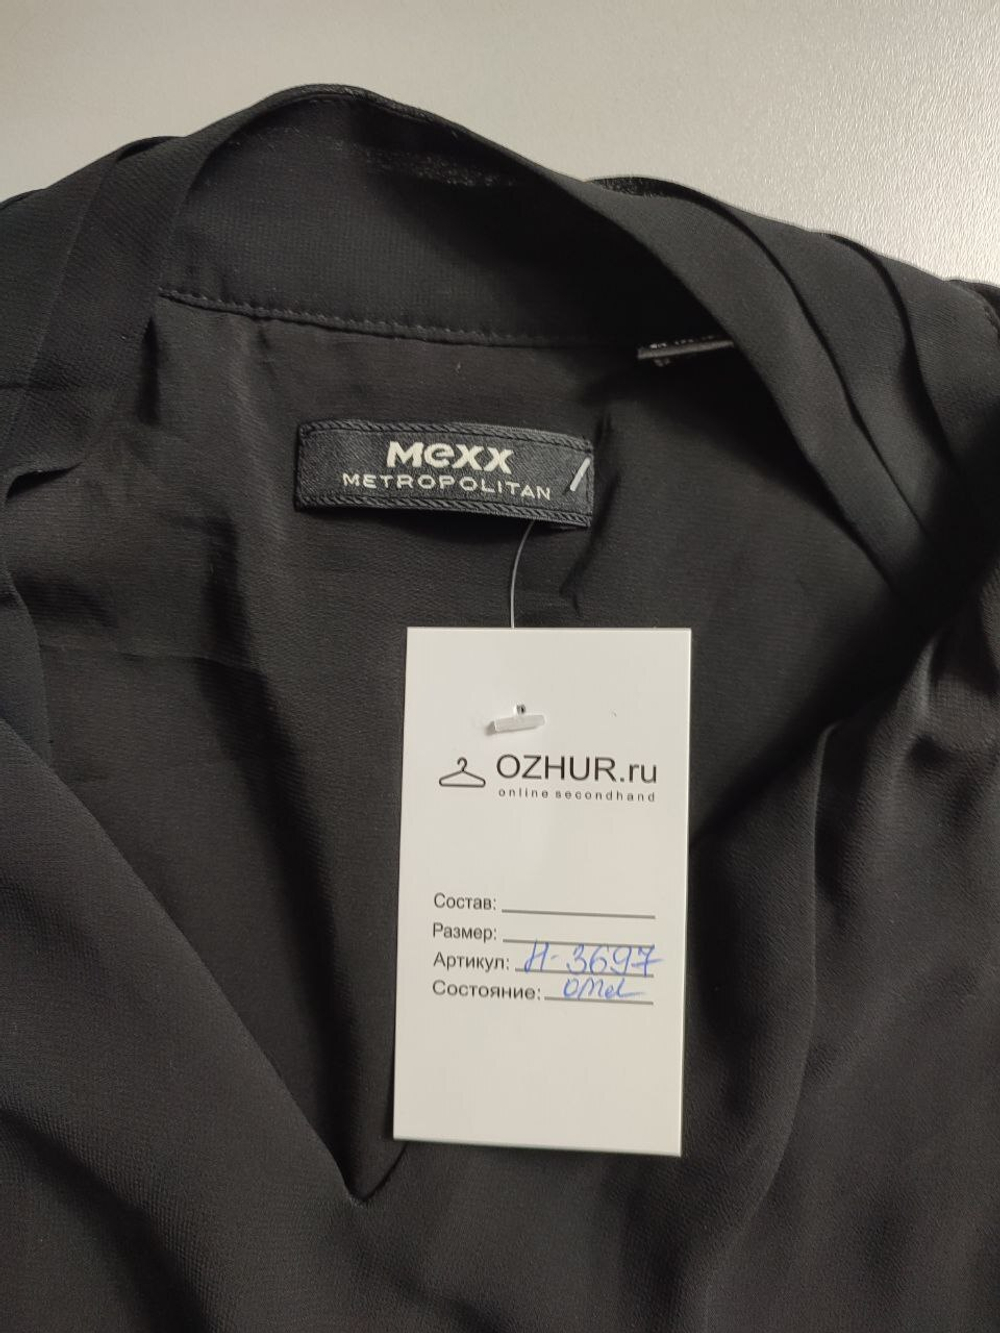 Mexx
METROPOLITAN
OZHUR.ru
online secondhand
Состав:
Размер:
Артикул: Н-3697
Состояние: